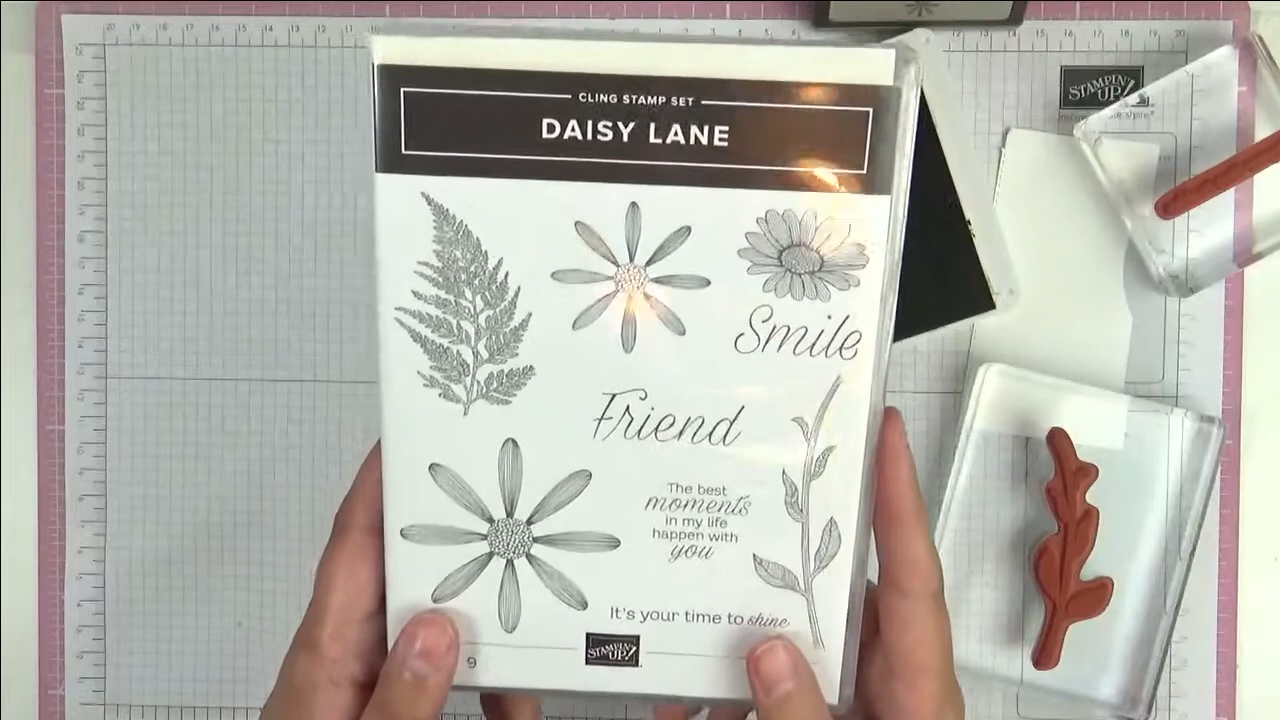 CLING STAMP SET
DAISY LANE
Smile
Friend
The best
moments
in my life
happen with
you
It's your time to shine
9
STAMPIN' UP!
STAMPIN' UP!